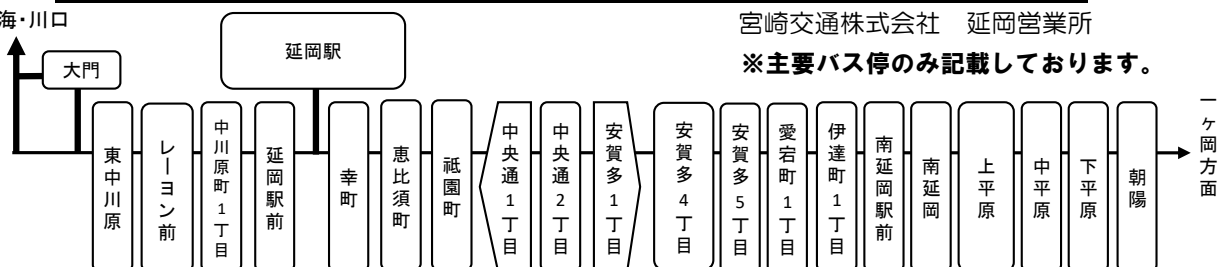 海・川口
宮崎交通株式会社　延岡営業所
延岡駅
※主要バス停のみ記載しております。
大門
東中川原
レーヨン前
中川原町1丁目
延岡駅前
幸町
恵比須町
祗園町
中央通1丁目
中央通2丁目
安賀多1丁目
安賀多4丁目
安賀多5丁目
愛宕町1丁目
伊達町1丁目
南延岡駅前
南延岡
上平原
中平原
下平原
朝陽
一ヶ岡方面